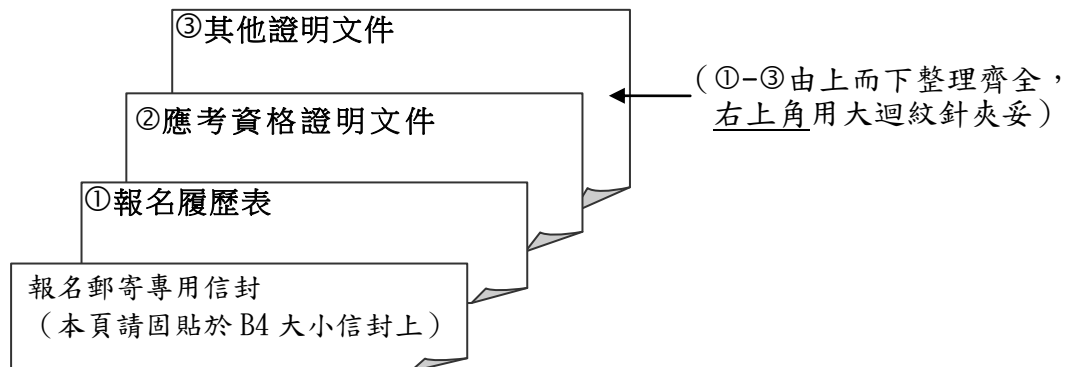 ③其他證明文件
（①-③由上而下整理齊全，
右上角用大迴紋針夾妥）
②應考資格證明文件
①報名履歷表
報名郵寄專用信封
（本頁請固貼於 B4 大小信封上）